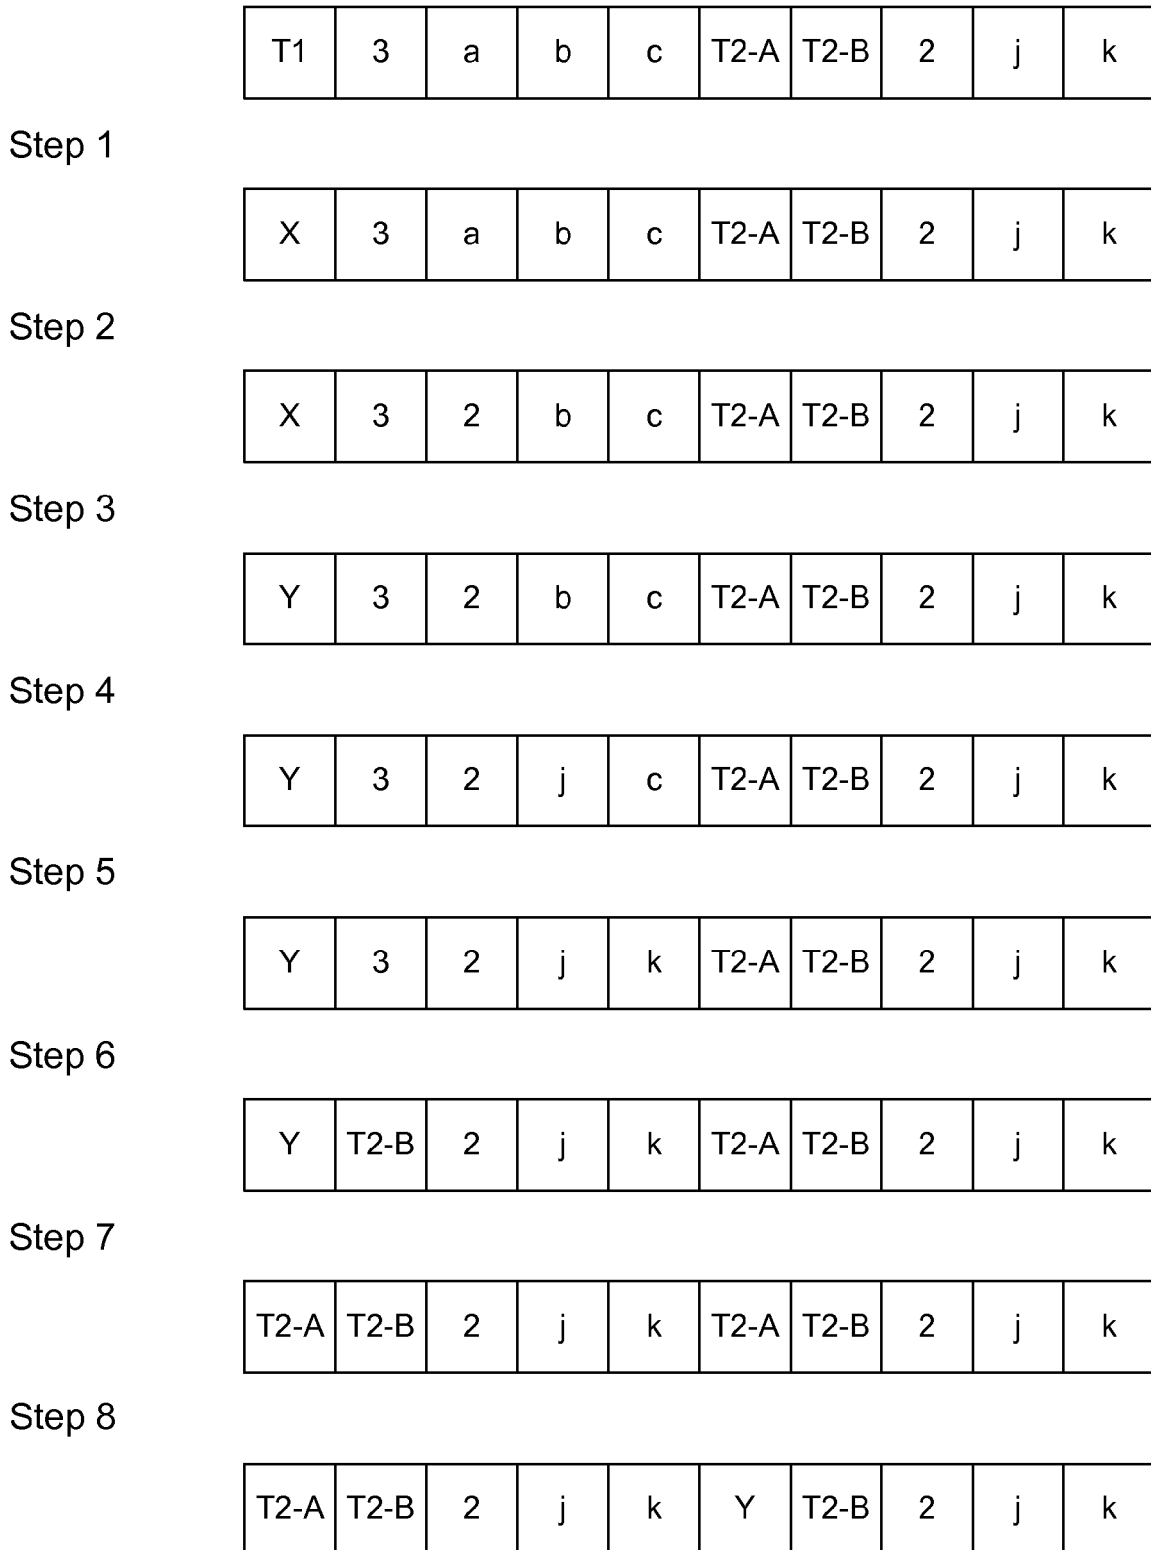 T1 3 a b c T2-A T2-B 2 j k
Step 1
X 3 a b c T2-A T2-B 2 j k
Step 2
X 3 2 b c T2-A T2-B 2 j k
Step 3
Y 3 2 b c T2-A T2-B 2 j k
Step 4
Y 3 2 j c T2-A T2-B 2 j k
Step 5
Y 3 2 j k T2-A T2-B 2 j k
Step 6
Y T2-B 2 j k T2-A T2-B 2 j k
Step 7
T2-A T2-B 2 j k T2-A T2-B 2 j k
Step 8
T2-A T2-B 2 j k Y T2-B 2 j k